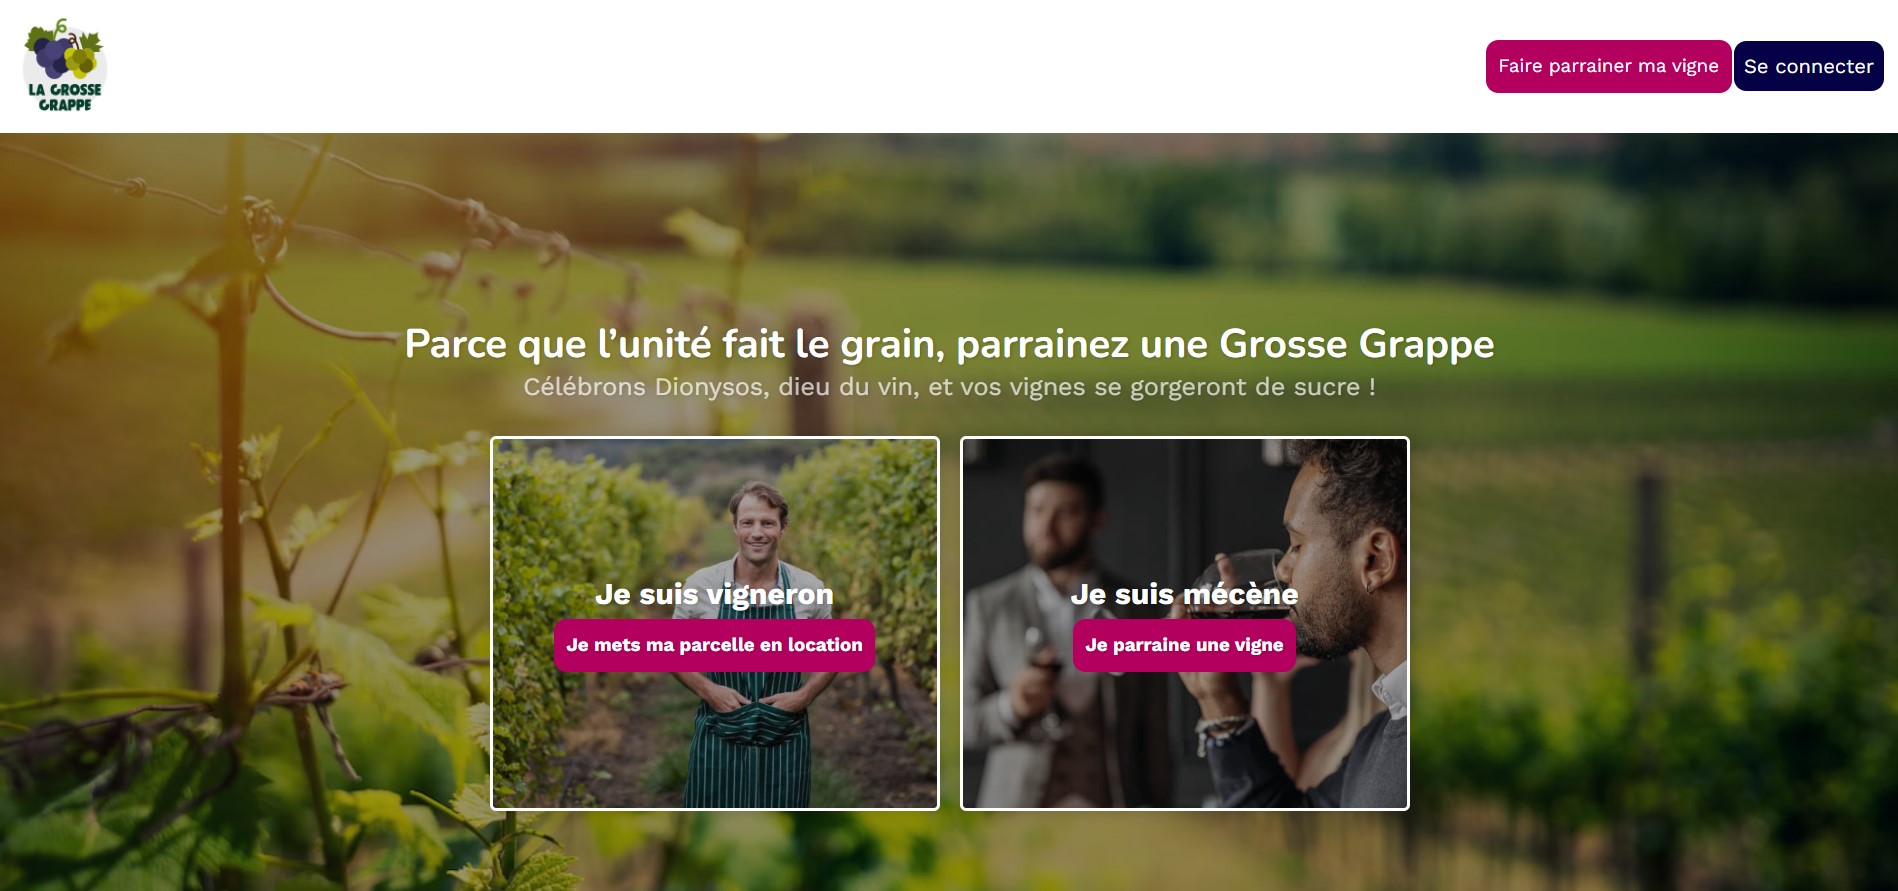 LA GROSSE
GRAPPE
Faire parrainer ma vigne
Se connecter
Parce que l’unité fait le grain, parrainez une Grosse Grappe
Célébrons Dionysos, dieu du vin, et vos vignes se gorgeront de sucre !
Je suis vigneron
Je mets ma parcelle en location
Je suis mécène
Je parraine une vigne